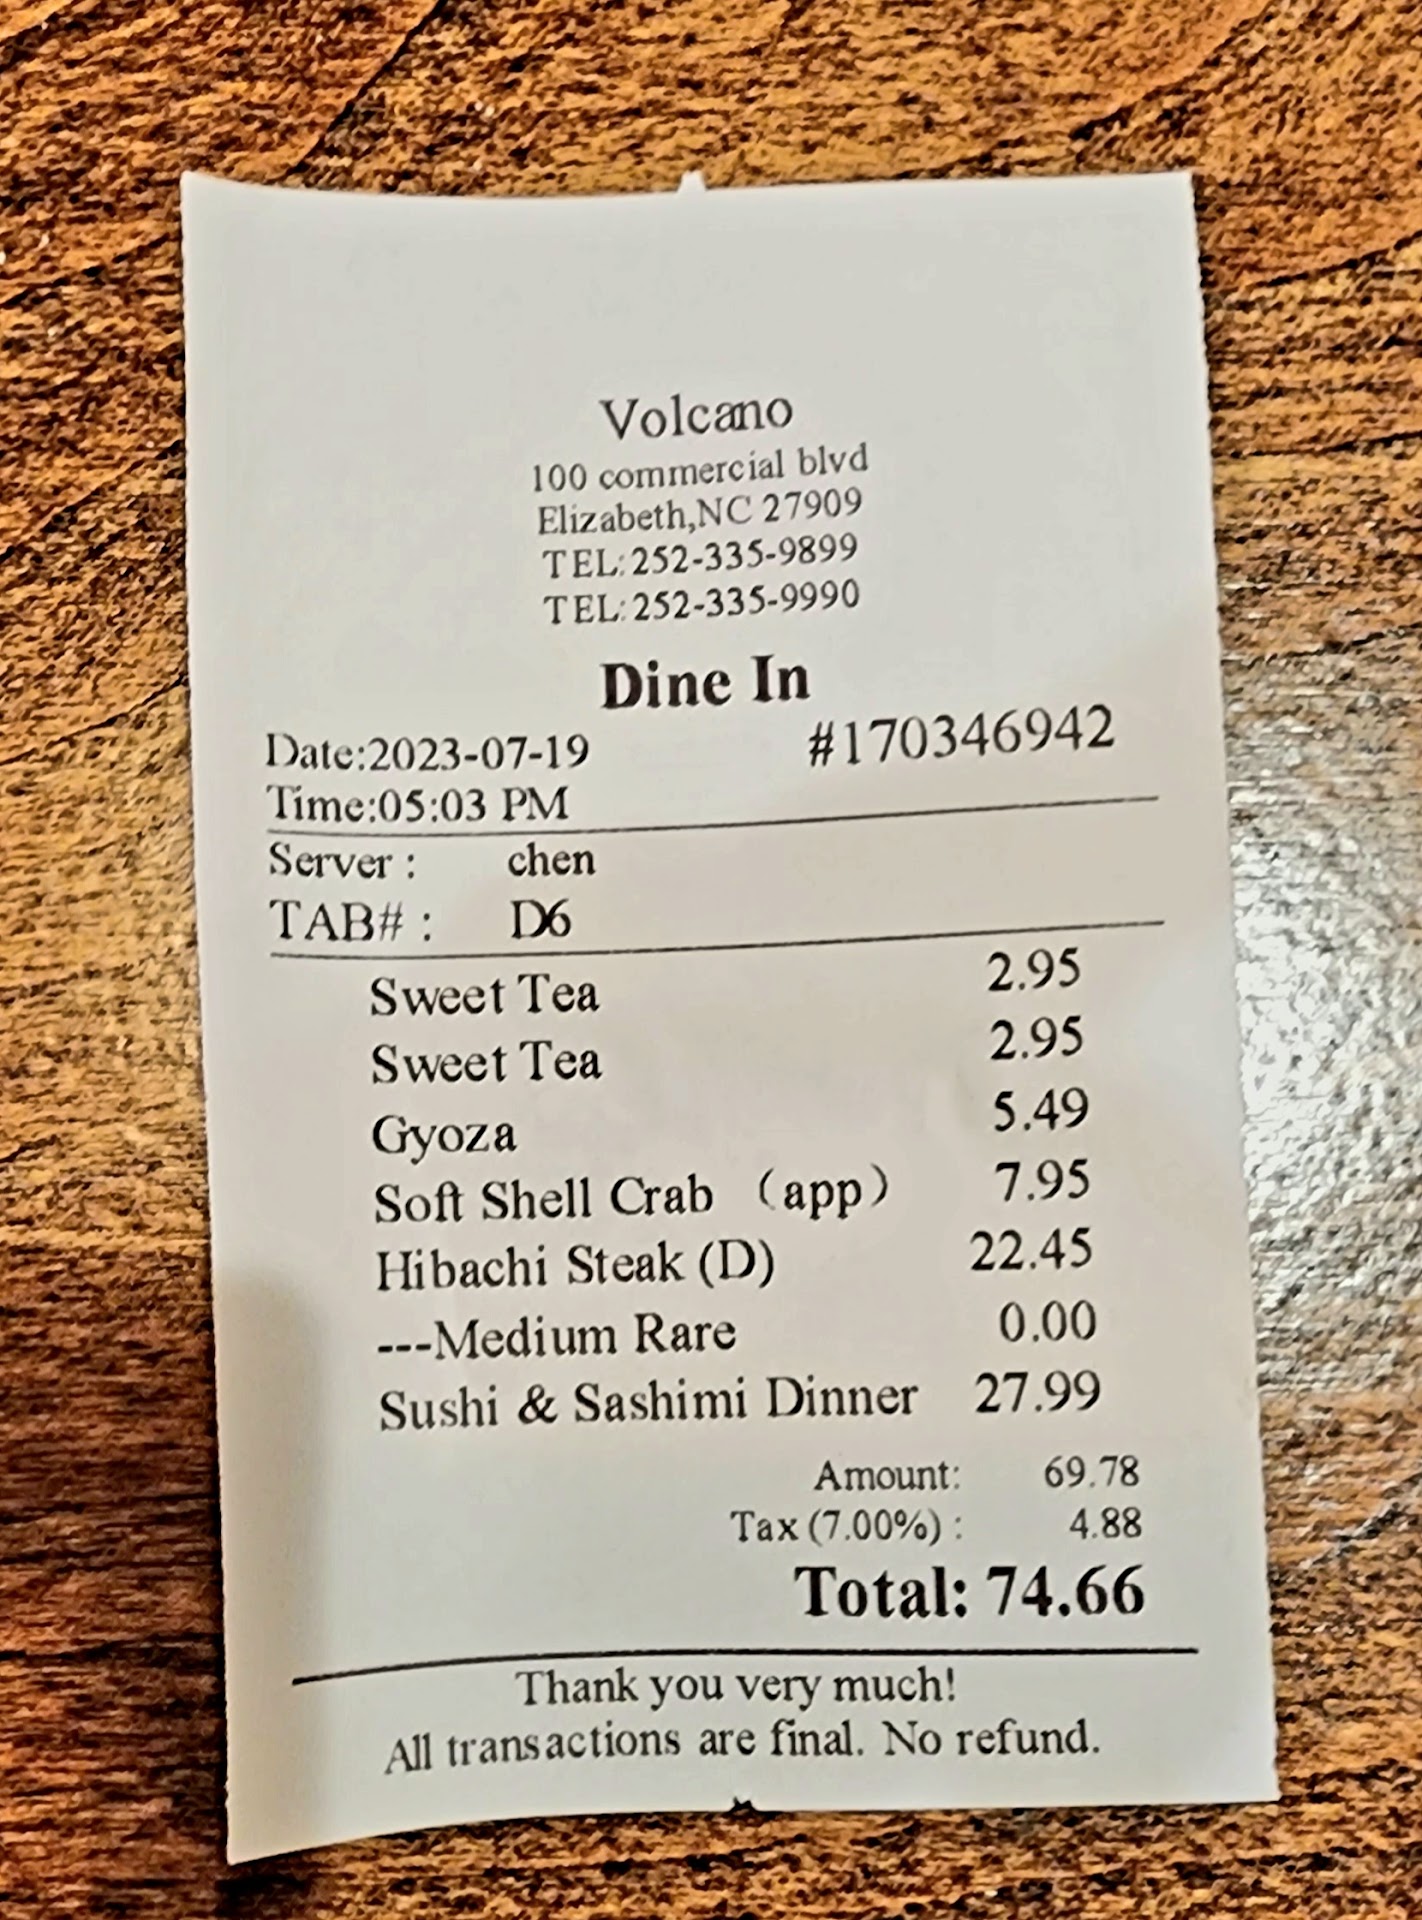 Volcano
100 commercial blvd
Elizabeth,NC 27909
TEL:252-335-9899
TEL:252-335-9990
Dine In
Date:2023-07-19 #170346942
Time:05:03 PM
Server : chen
TAB# : D6
Sweet Tea 2.95
Sweet Tea 2.95
Gyoza 5.49
Soft Shell Crab （app） 7.95
Hibachi Steak (D) 22.45
---Medium Rare 0.00
Sushi & Sashimi Dinner 27.99
Amount: 69.78
Tax (7.00%) : 4.88
Total: 74.66
Thank you very much!
All transactions are final. No refund.